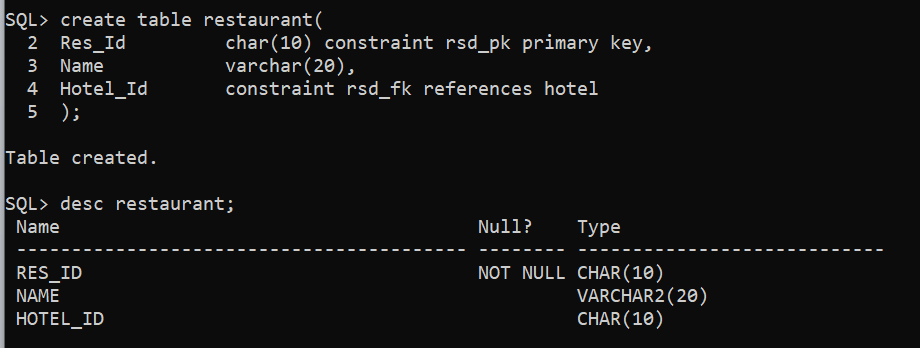 SQL> create table restaurant(
  2  Res_Id         char(10) constraint rsd_pk primary key,
  3  Name           varchar(20),
  4  Hotel_Id       constraint rsd_fk references hotel
  5  );
Table created.
SQL> desc restaurant;
 Name                                      Null?    Type
 ----------------------------------------- -------- ----------------------------
 RES_ID                                    NOT NULL CHAR(10)
 NAME                                               VARCHAR2(20)
 HOTEL_ID                                           CHAR(10)